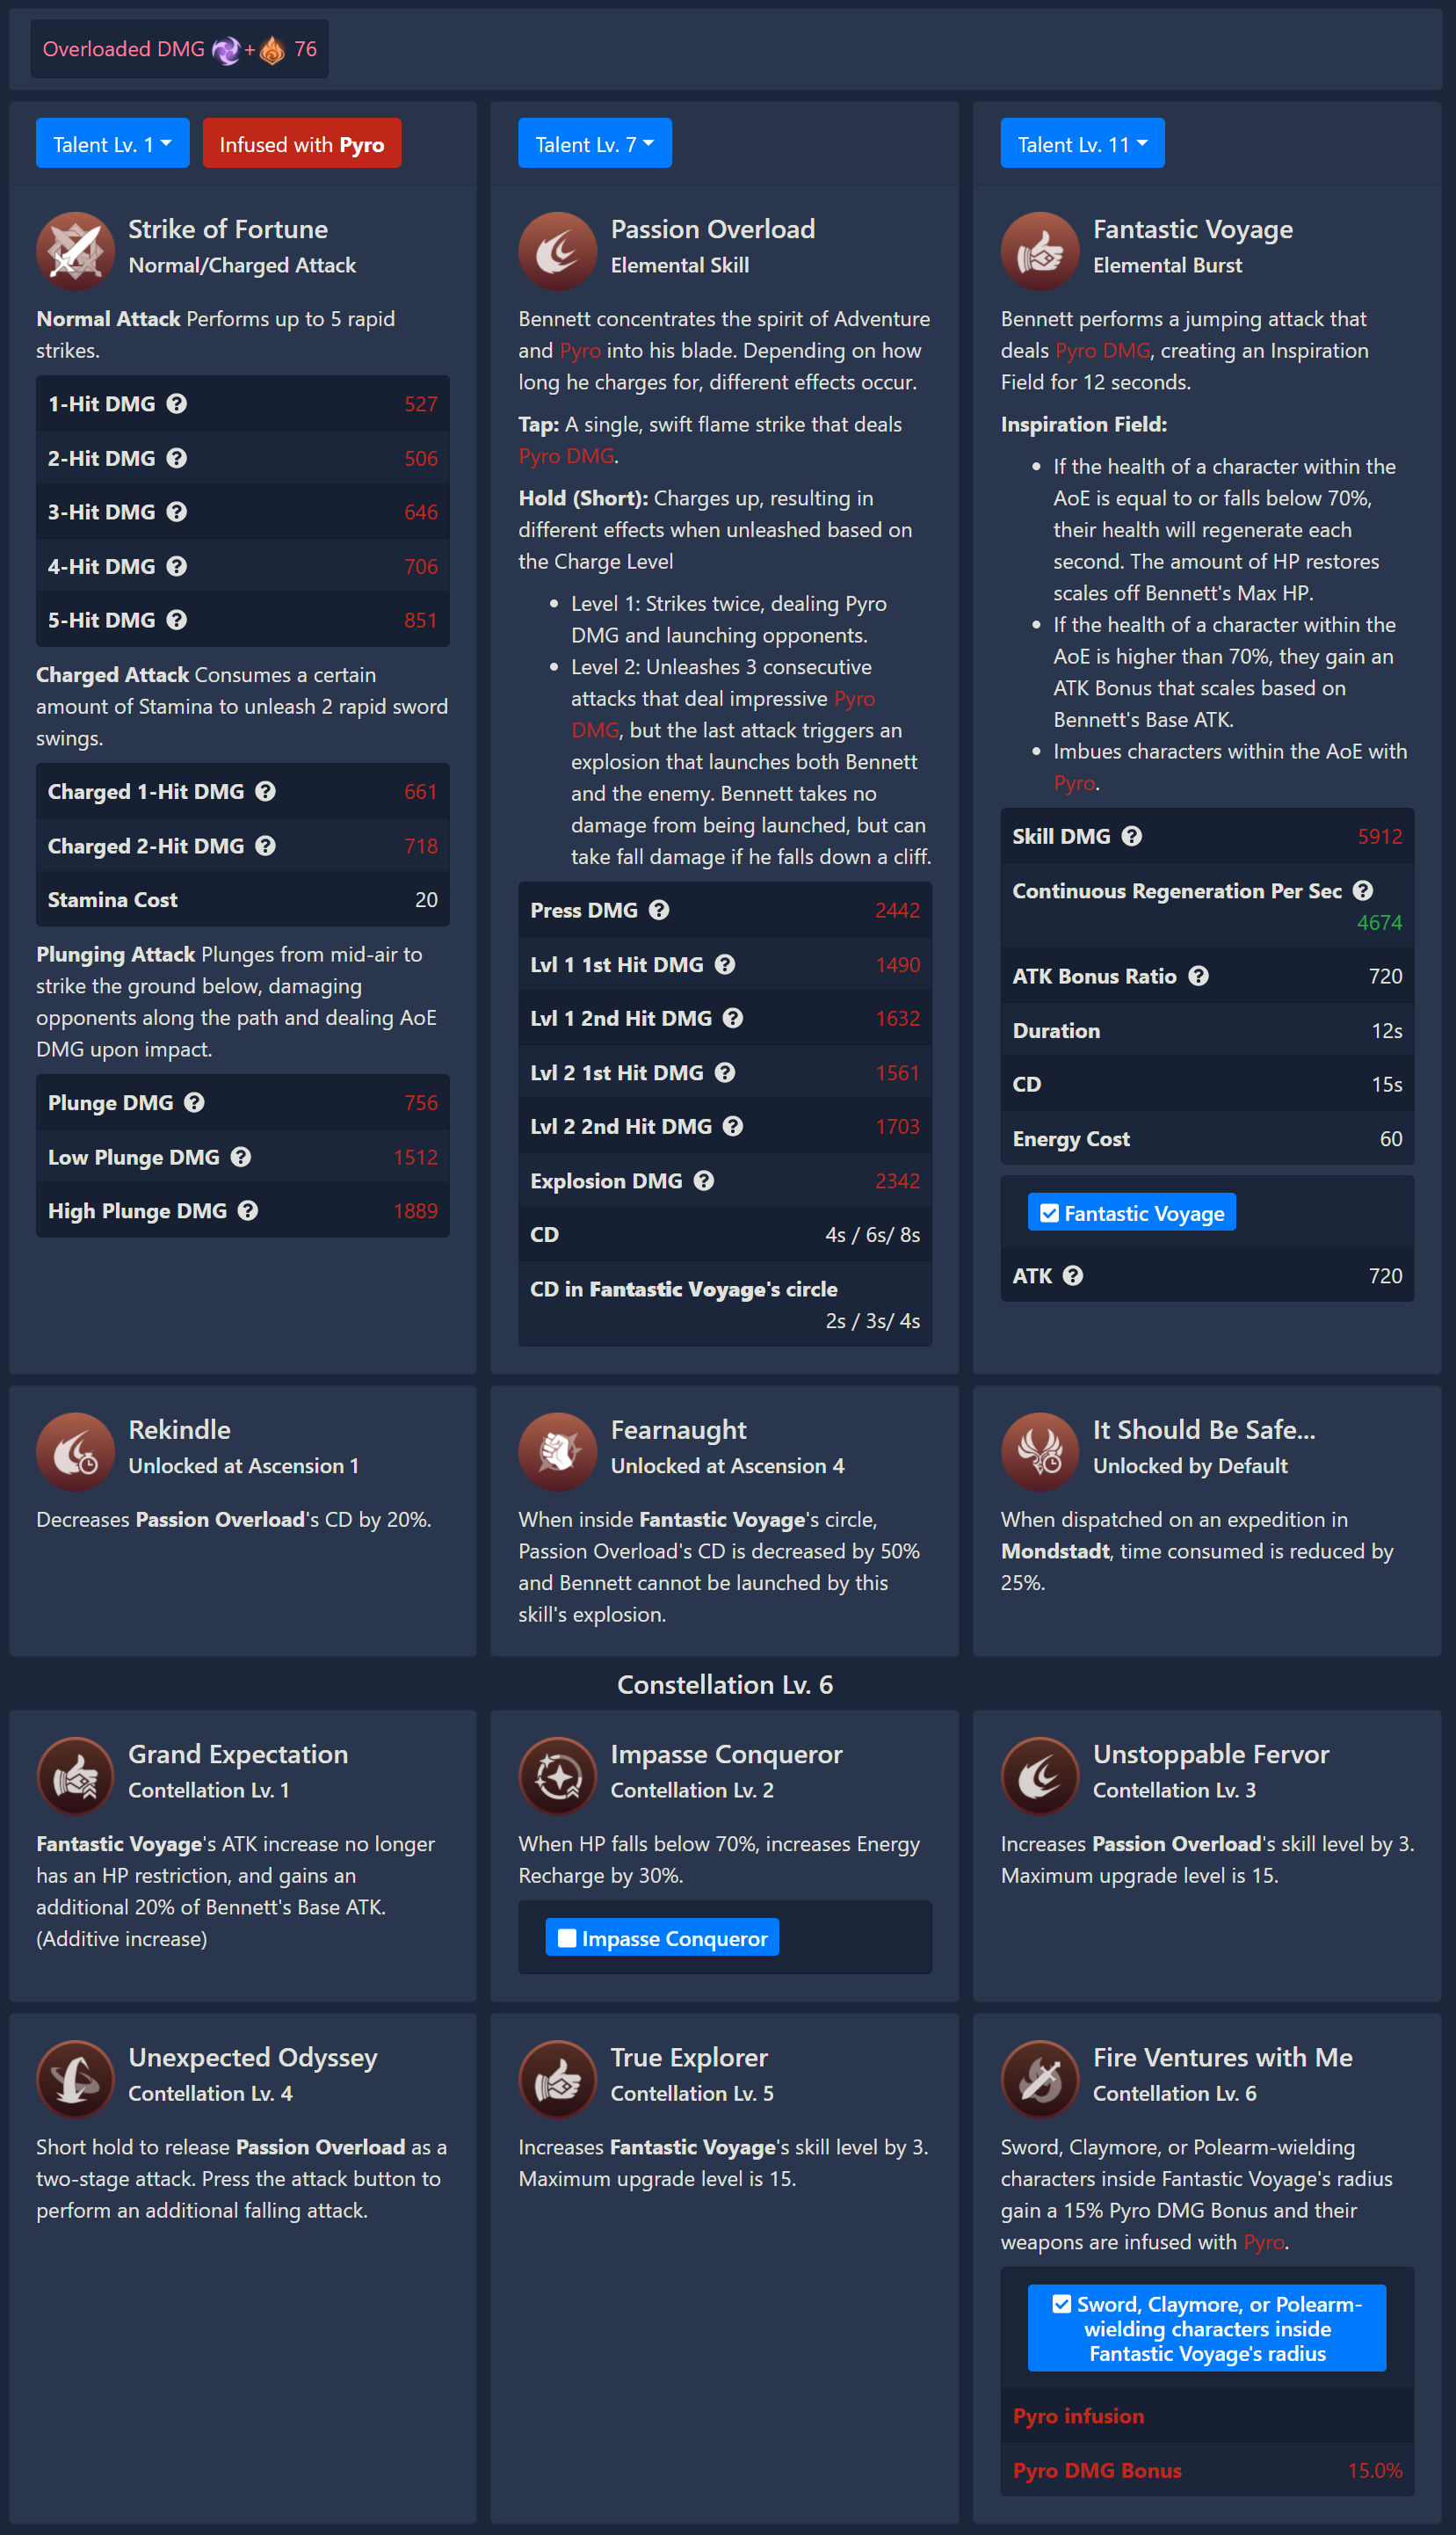 Overloaded DMG + 76
Talent Lv. 1
Infused with Pyro
Strike of Fortune
Normal/Charged Attack
Normal Attack Performs up to 5 rapid
strikes.
1-Hit DMG 527
2-Hit DMG 506
3-Hit DMG 646
4-Hit DMG 706
5-Hit DMG 851
Charged Attack Consumes a certain
amount of Stamina to unleash 2 rapid sword
swings.
Charged 1-Hit DMG 661
Charged 2-Hit DMG 718
Stamina Cost 20
Plunging Attack Plunges from mid-air to
strike the ground below, damaging
opponents along the path and dealing AoE
DMG upon impact.
Plunge DMG 756
Low Plunge DMG 1512
High Plunge DMG 1889
Talent Lv. 7
Passion Overload
Elemental Skill
Bennett concentrates the spirit of Adventure
and Pyro into his blade. Depending on how
long he charges for, different effects occur.
Tap: A single, swift flame strike that deals
Pyro DMG.
Hold (Short): Charges up, resulting in
different effects when unleashed based on
the Charge Level
• Level 1: Strikes twice, dealing Pyro
DMG and launching opponents.
• Level 2: Unleashes 3 consecutive
attacks that deal impressive Pyro
DMG, but the last attack triggers an
explosion that launches both Bennett
and the enemy. Bennett takes no
damage from being launched, but can
take fall damage if he falls down a cliff.
Press DMG 2442
Lvl 1 1st Hit DMG 1490
Lvl 1 2nd Hit DMG 1632
Lvl 2 1st Hit DMG 1561
Lvl 2 2nd Hit DMG 1703
Explosion DMG 2342
CD 4s / 6s/ 8s
CD in Fantastic Voyage's circle
2s / 3s/ 4s
Talent Lv. 11
Fantastic Voyage
Elemental Burst
Bennett performs a jumping attack that
deals Pyro DMG, creating an Inspiration
Field for 12 seconds.
Inspiration Field:
• If the health of a character within the
AoE is equal to or falls below 70%,
their health will regenerate each
second. The amount of HP restores
scales off Bennett's Max HP.
• If the health of a character within the
AoE is higher than 70%, they gain an
ATK Bonus that scales based on
Bennett's Base ATK.
• Imbues characters within the AoE with
Pyro.
Skill DMG 5912
Continuous Regeneration Per Sec
4674
ATK Bonus Ratio 720
Duration 12s
CD 15s
Energy Cost 60
Fantastic Voyage
ATK 720
Rekindle
Unlocked at Ascension 1
Decreases Passion Overload's CD by 20%.
Fearnaught
Unlocked at Ascension 4
When inside Fantastic Voyage's circle,
Passion Overload's CD is decreased by 50%
and Bennett cannot be launched by this
skill's explosion.
It Should Be Safe...
Unlocked by Default
When dispatched on an expedition in
Mondstadt, time consumed is reduced by
25%.
Constellation Lv. 6
Grand Expectation
Contellation Lv. 1
Fantastic Voyage's ATK increase no longer
has an HP restriction, and gains an
additional 20% of Bennett's Base ATK.
(Additive increase)
Impasse Conqueror
Contellation Lv. 2
When HP falls below 70%, increases Energy
Recharge by 30%.
Impasse Conqueror
Unstoppable Fervor
Contellation Lv. 3
Increases Passion Overload's skill level by 3.
Maximum upgrade level is 15.
Unexpected Odyssey
Contellation Lv. 4
Short hold to release Passion Overload as a
two-stage attack. Press the attack button to
perform an additional falling attack.
True Explorer
Contellation Lv. 5
Increases Fantastic Voyage's skill level by 3.
Maximum upgrade level is 15.
Fire Ventures with Me
Contellation Lv. 6
Sword, Claymore, or Polearm-wielding
characters inside Fantastic Voyage's radius
gain a 15% Pyro DMG Bonus and their
weapons are infused with Pyro.
Sword, Claymore, or Polearm-
wielding characters inside
Fantastic Voyage's radius
Pyro infusion
Pyro DMG Bonus 15.0%